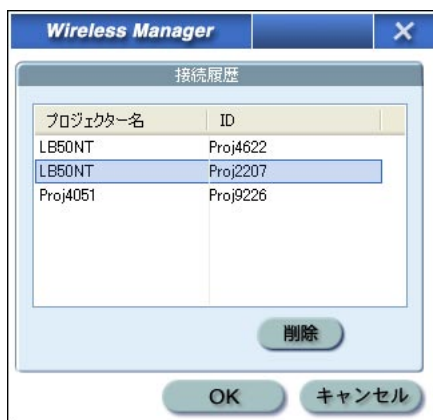 Wireless Manager
接続履歴
プロジェクター名 ID
LB50NT Proj4622
LB50NT Proj2207
Proj4051 Proj9226
削除
OK キャンセル